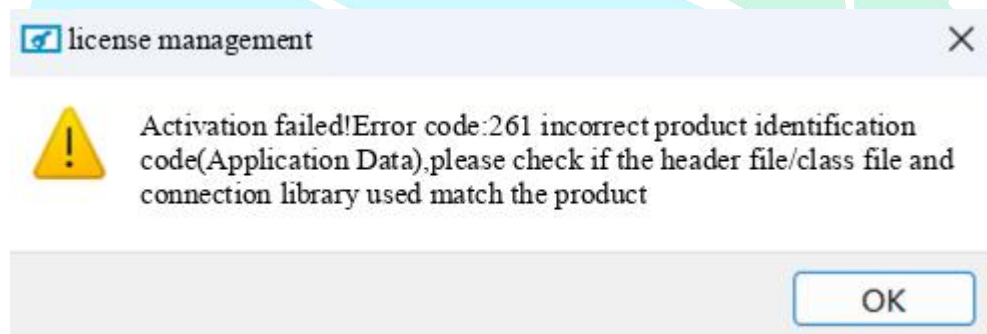 license management
Activation failed!Error code:261 incorrect product identification
code(Application Data),please check if the header file/class file and
connection library used match the product
OK